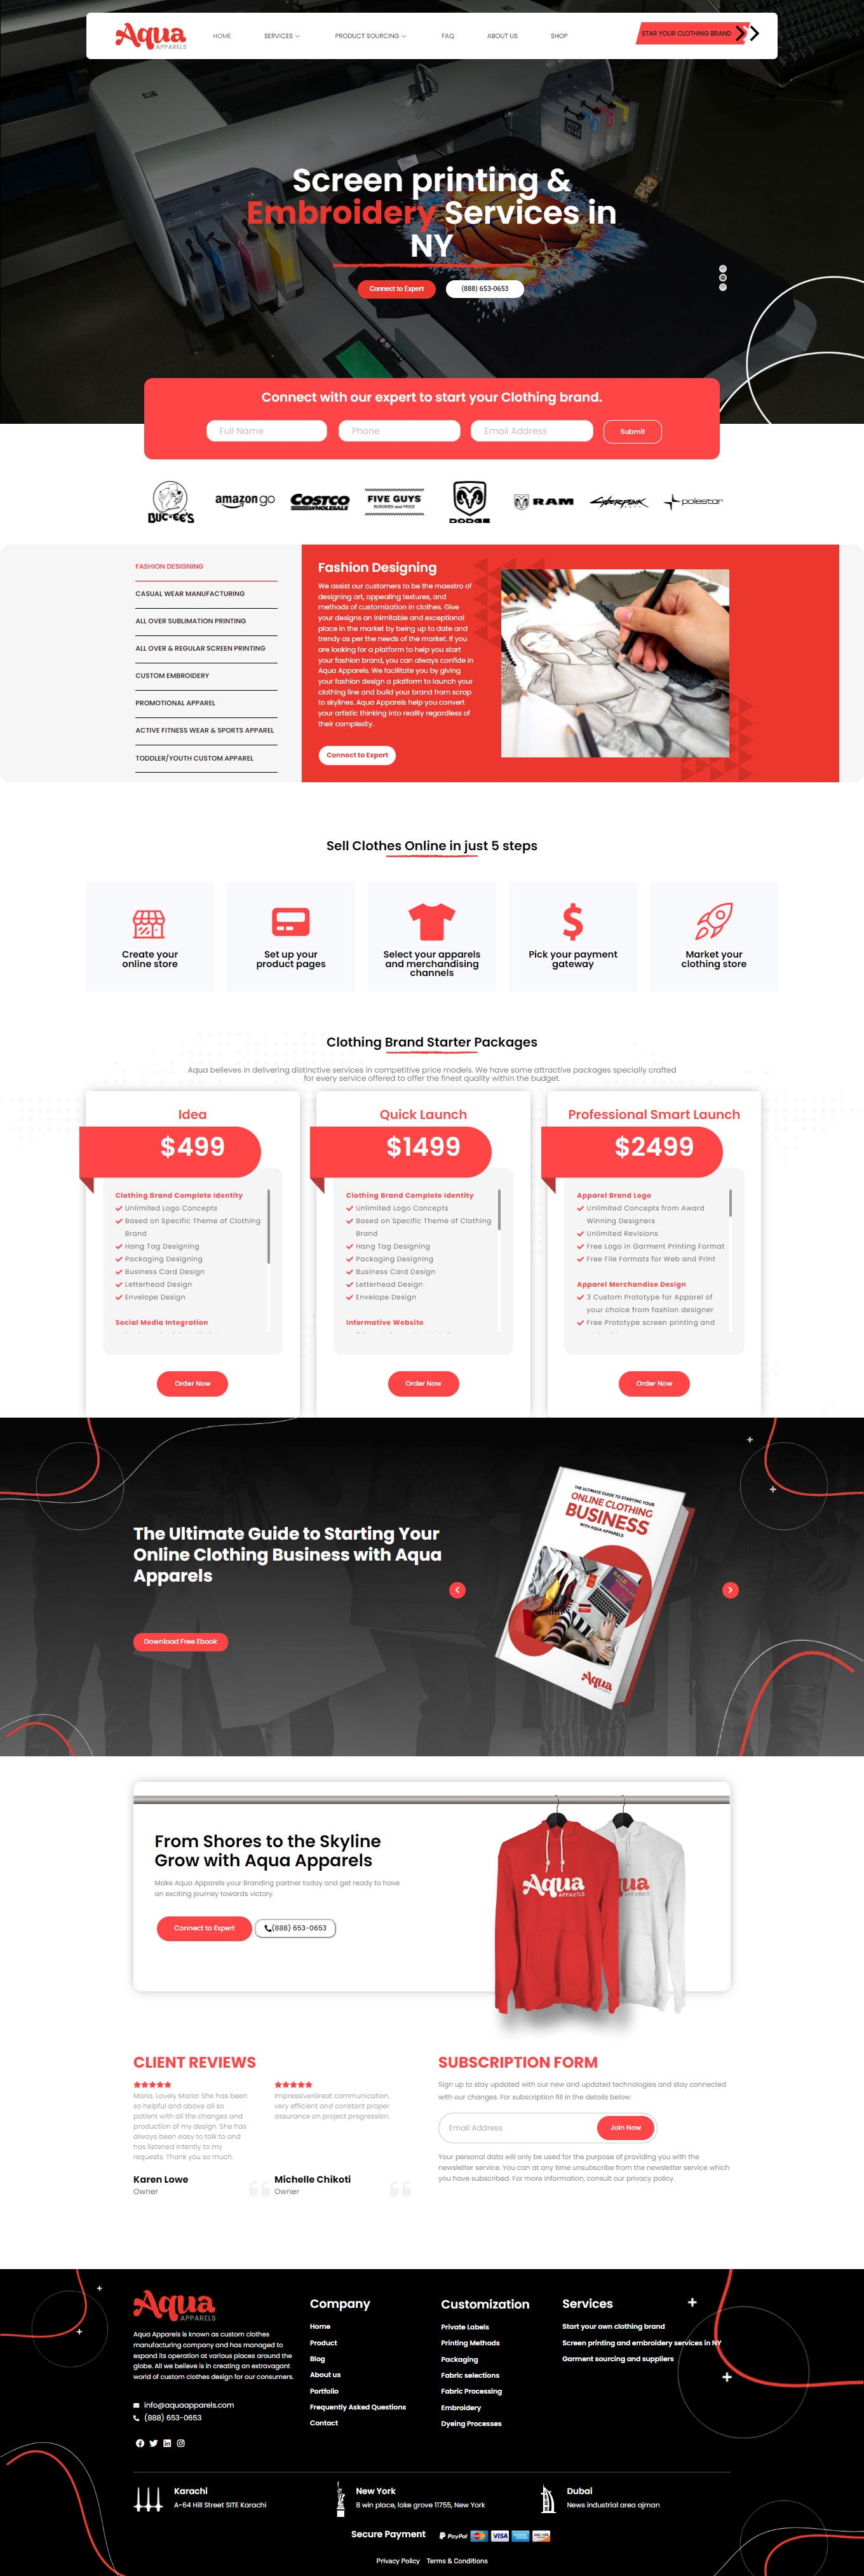 Aqua
APPARELS
HOME
SERVICES
PRODUCT SOURCING
FAQ
ABOUT US
SHOP
STAR YOUR CLOTHING BRAND
Screen printing &
Embroidery Services in
NY
Connect to Expert
(888) 653-0653
Connect with our expert to start your Clothing brand.
Full Name
Phone
Email Address
Submit
BUC-EE'S
amazon go
COSTCO
WHOLESALE
FIVE GUYS
BURGERS and FRIES
DODGE
RAM
CYBERPUNK
polestar
FASHION DESIGNING
CASUAL WEAR MANUFACTURING
ALL OVER SUBLIMATION PRINTING
ALL OVER & REGULAR SCREEN PRINTING
CUSTOM EMBROIDERY
PROMOTIONAL APPAREL
ACTIVE FITNESS WEAR & SPORTS APPAREL
TODDLER/YOUTH CUSTOM APPAREL
Fashion Designing
We assist our customers to be the maestro of
designing art, appealing textures, and
methods of customization in clothes. Give
your designs an inimitable and exceptional
place in the market by being up to date and
trendy as per the needs of the market. If you
are looking for a platform to help you start
your fashion brand, you can always confide in
Aqua Apparels. We facilitate you by giving
your fashion design a platform to launch your
clothing line and build your brand from scrap
to skylines. Aqua Apparels help you convert
your artistic thinking into reality regardless of
their complexity.
Connect to Expert
Sell Clothes Online in just 5 steps
Create your
online store
Set up your
product pages
Select your apparels
and merchandising
channels
Pick your payment
gateway
Market your
clothing store
Clothing Brand Starter Packages
Aqua believes in delivering distinctive services in competitive price models. We have some attractive packages specially crafted
for every service offered to offer the finest quality within the budget.
Idea
$499
Clothing Brand Complete Identity
Unlimited Logo Concepts
Based on Specific Theme of Clothing
Brand
Hang Tag Designing
Packaging Designing
Business Card Design
Letterhead Design
Envelope Design
Social Media Integration
Order Now
Quick Launch
$1499
Clothing Brand Complete Identity
Unlimited Logo Concepts
Based on Specific Theme of Clothing
Brand
Hang Tag Designing
Packaging Designing
Business Card Design
Letterhead Design
Envelope Design
Informative Website
Order Now
Professional Smart Launch
$2499
Apparel Brand Logo
Unlimited Concepts from Award
Winning Designers
Unlimited Revisions
Free Logo in Garment Printing Format
Free File Formats for Web and Print
Apparel Merchandise Design
3 Custom Prototype for Apparel of
your choice from fashion designer
Free Prototype screen printing and
Order Now
The Ultimate Guide to Starting Your
Online Clothing Business with Aqua
Apparels
Download Free Ebook
THE ULTIMATE GUIDE TO STARTING YOUR
ONLINE CLOTHING
BUSINESS
WITH AQUA APPARELS
SALE
Aqua
From Shores to the Skyline
Grow with Aqua Apparels
Make Aqua Apparels your Branding partner today and get ready to have
an exciting journey towards victory.
Connect to Expert
(888) 653-0653
Aqua
APPARELS
qua
APPARELS
CLIENT REVIEWS
Maria. Lovely Maria! She has been
so helpful and above all so
patient with all the changes and
production of my design. She has
always been easy to talk to and
has listened intently to my
requests. Thank you so much.
Karen Lowe
Owner
Impressive!Great communication,
very efficient and constant proper
assurance on project progression.
Michelle Chikoti
Owner
SUBSCRIPTION FORM
Sign up to stay updated with our new and updated technologies and stay connected
with our changes. For subscription fill in the details below:
Email Address
Join Now
Your personal data will only be used for the purpose of providing you with the
newsletter service. You can at any time unsubscribe from the newsletter service which
you have subscribed. For more information, consult our privacy policy.
Aqua
APPARELS
Aqua Apparels is known as custom clothes
manufacturing company and has managed to
expand its operation at various places around the
globe. All we believe is in creating an extravagant
world of custom clothes design for our consumers.
info@aquaapparels.com
(888) 653-0653
Company
Home
Product
Blog
About us
Portfolio
Frequently Asked Questions
Contact
Customization
Private Labels
Printing Methods
Packaging
Fabric selections
Fabric Processing
Embroidery
Dyeing Processes
Services
Start your own clothing brand
Screen printing and embroidery services in NY
Garment sourcing and suppliers
Karachi
A-64 Hill Street SITE Karachi
New York
8 win place, lake grove 11755, New York
Dubai
News industrial area ajman
Secure Payment
PayPal
VISA
Privacy Policy
Terms & Conditions